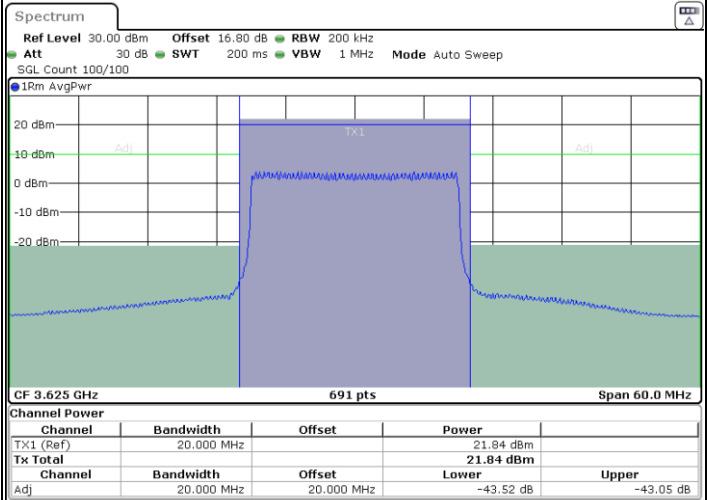 Spectrum
Ref Level 30.00 dBm Offset 16.80 dB RBW 200 kHz
Att 30 dB SWT 200 ms VBW 1 MHz Mode Auto Sweep
SGL Count 100/100
1Rm AvgPwr
20 dBm
TX1
Adj
Adj
10 dBm
0 dBm
-10 dBm
-20 dBm
CF 3.625 GHz 691 pts Span 60.0 MHz
Channel Power
Channel Bandwidth Offset Power
TX1 (Ref) 20.000 MHz 21.84 dBm
Tx Total 21.84 dBm
Channel Bandwidth Offset Lower Upper
Adj 20.000 MHz 20.000 MHz -43.52 dB -43.05 dB